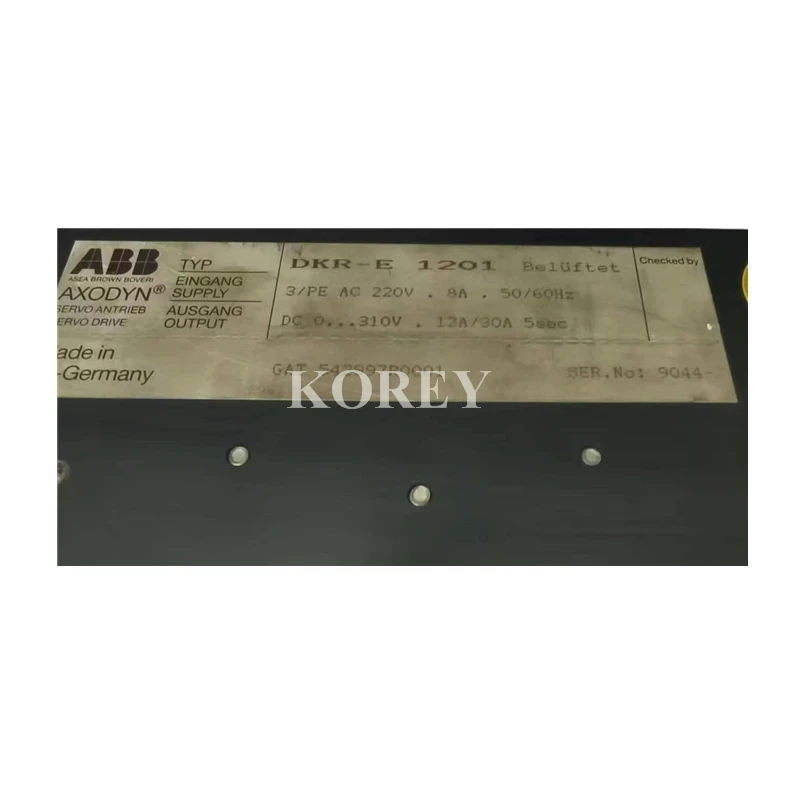 ABB
ASEA BROWN BOVERI
AXODYN®
SERVO ANTRIEB
SERVO DRIVE
TYP DKR-E 1201 Belüftet
EINGANG
SUPPLY 3/PE AC 220V . 8A . 50/60Hz
AUSGANG
OUTPUT DC 0...310V . 12A/30A 5sec
Checked by
ade in
-Germany
GAT SER.No: 9044-
KOREY